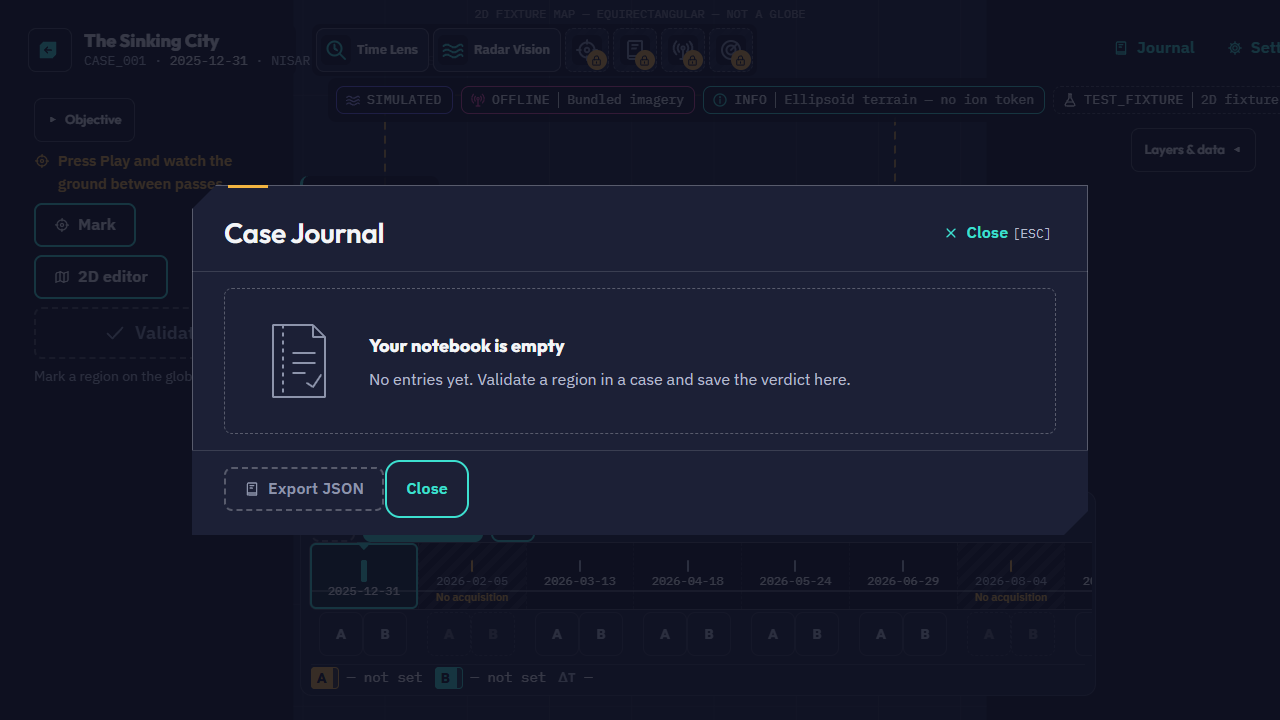 2D FIXTURE MAP — EQUIRECTANGULAR — NOT A GLOBE
The Sinking City
CASE_001 · 2025-12-31 · NISAR
Time Lens
Radar Vision
Journal
SIMULATED
OFFLINE | Bundled imagery
INFO | Ellipsoid terrain — no ion token
TEST_FIXTURE | 2D fixture
Objective
Layers & data
Press Play and watch the
ground between passes
Mark
2D editor
Mark a region on the glob
Case Journal
Close [ESC]
Your notebook is empty
No entries yet. Validate a region in a case and save the verdict here.
Export JSON
Close
2025-12-31
2026-02-05
2026-03-13
2026-04-18
2026-05-24
2026-06-29
2026-08-04
No acquisition
No acquisition
A B A B A B A B A B A B A B
A — not set B — not set ΔT —